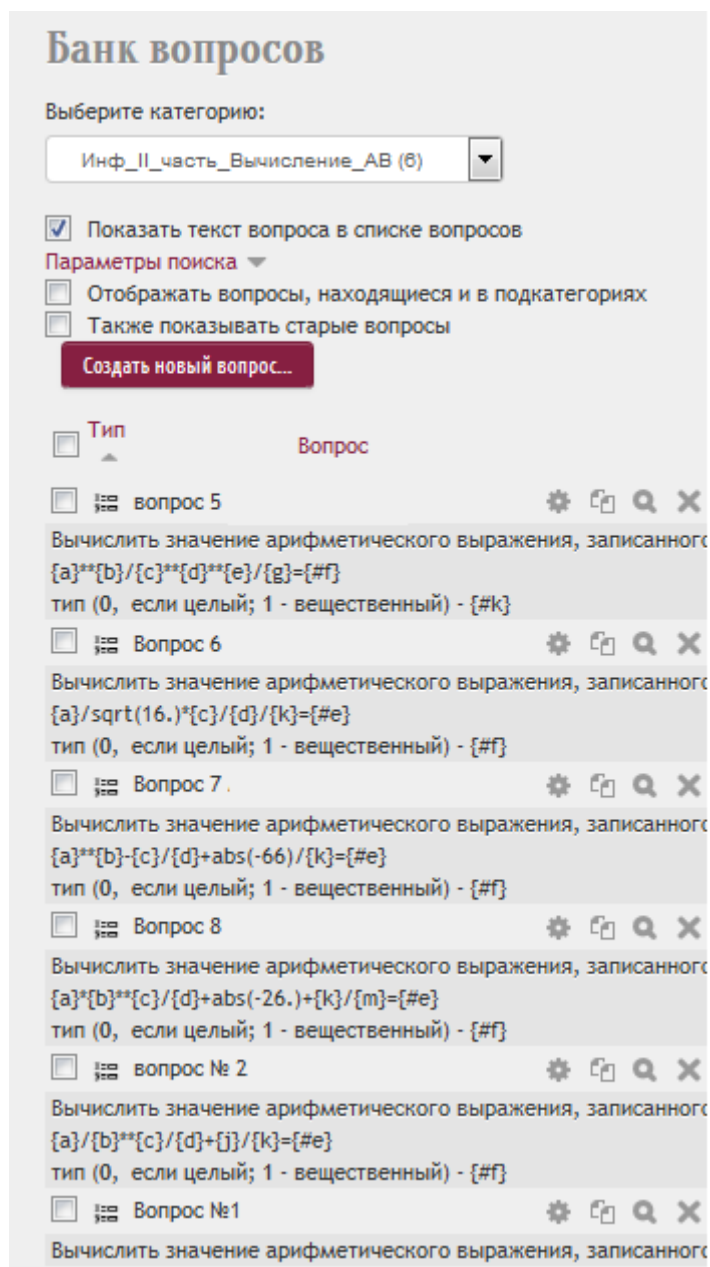 Банк вопросов
Выберите категорию:
Инф_II_часть_Вычисление_АВ (6)
Показать текст вопроса в списке вопросов
Параметры поиска
Отображать вопросы, находящиеся и в подкатегориях
Также показывать старые вопросы
Создать новый вопрос...
Тип
Вопрос
вопрос 5
Вычислить значение арифметического выражения, записанного
{a}**{b}/{c}**{d}**{e}/{g}={#f}
тип (0, если целый; 1 - вещественный) - {#k}
Вопрос 6
Вычислить значение арифметического выражения, записанного
{a}/sqrt(16.)*{c}/{d}/{k}={#e}
тип (0, если целый; 1 - вещественный) - {#f}
Вопрос 7 .
Вычислить значение арифметического выражения, записанного
{a}**{b}-{c}/{d}+abs(-66)/{k}={#e}
тип (0, если целый; 1 - вещественный) - {#f}
Вопрос 8
Вычислить значение арифметического выражения, записанного
{a}*{b}**{c}/{d}+abs(-26.)+{k}/{m}={#e}
тип (0, если целый; 1 - вещественный) - {#f}
вопрос № 2
Вычислить значение арифметического выражения, записанного
{a}/{b}**{c}/{d}+{j}/{k}={#e}
тип (0, если целый; 1 - вещественный) - {#f}
Вопрос №1
Вычислить значение арифметического выражения, записанного